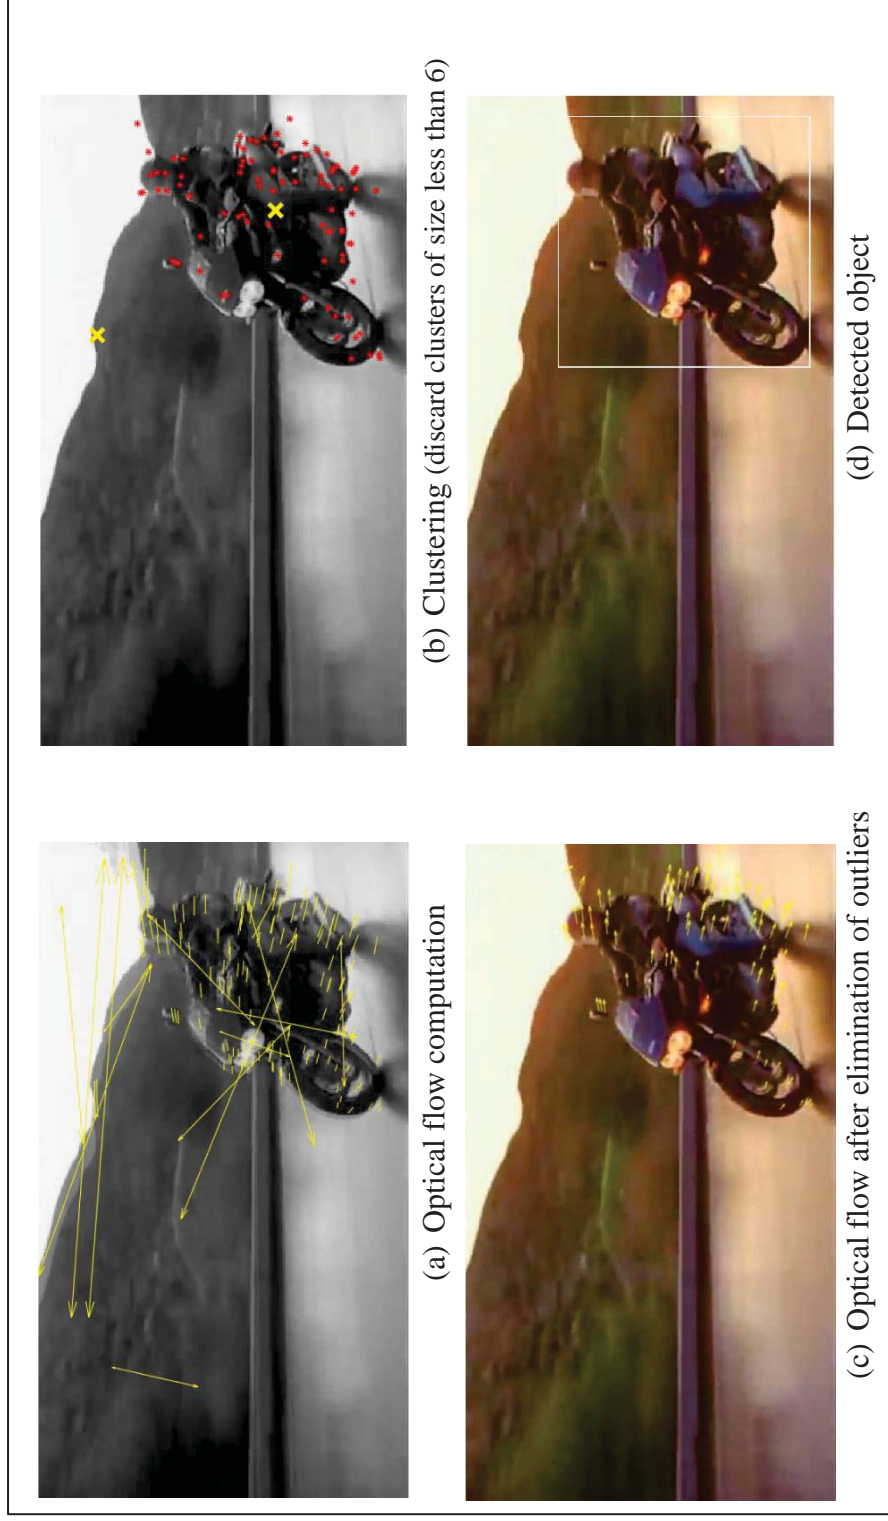 (a) Optical flow computation
(b) Clustering (discard clusters of size less than 6)
(c) Optical flow after elimination of outliers
(d) Detected object